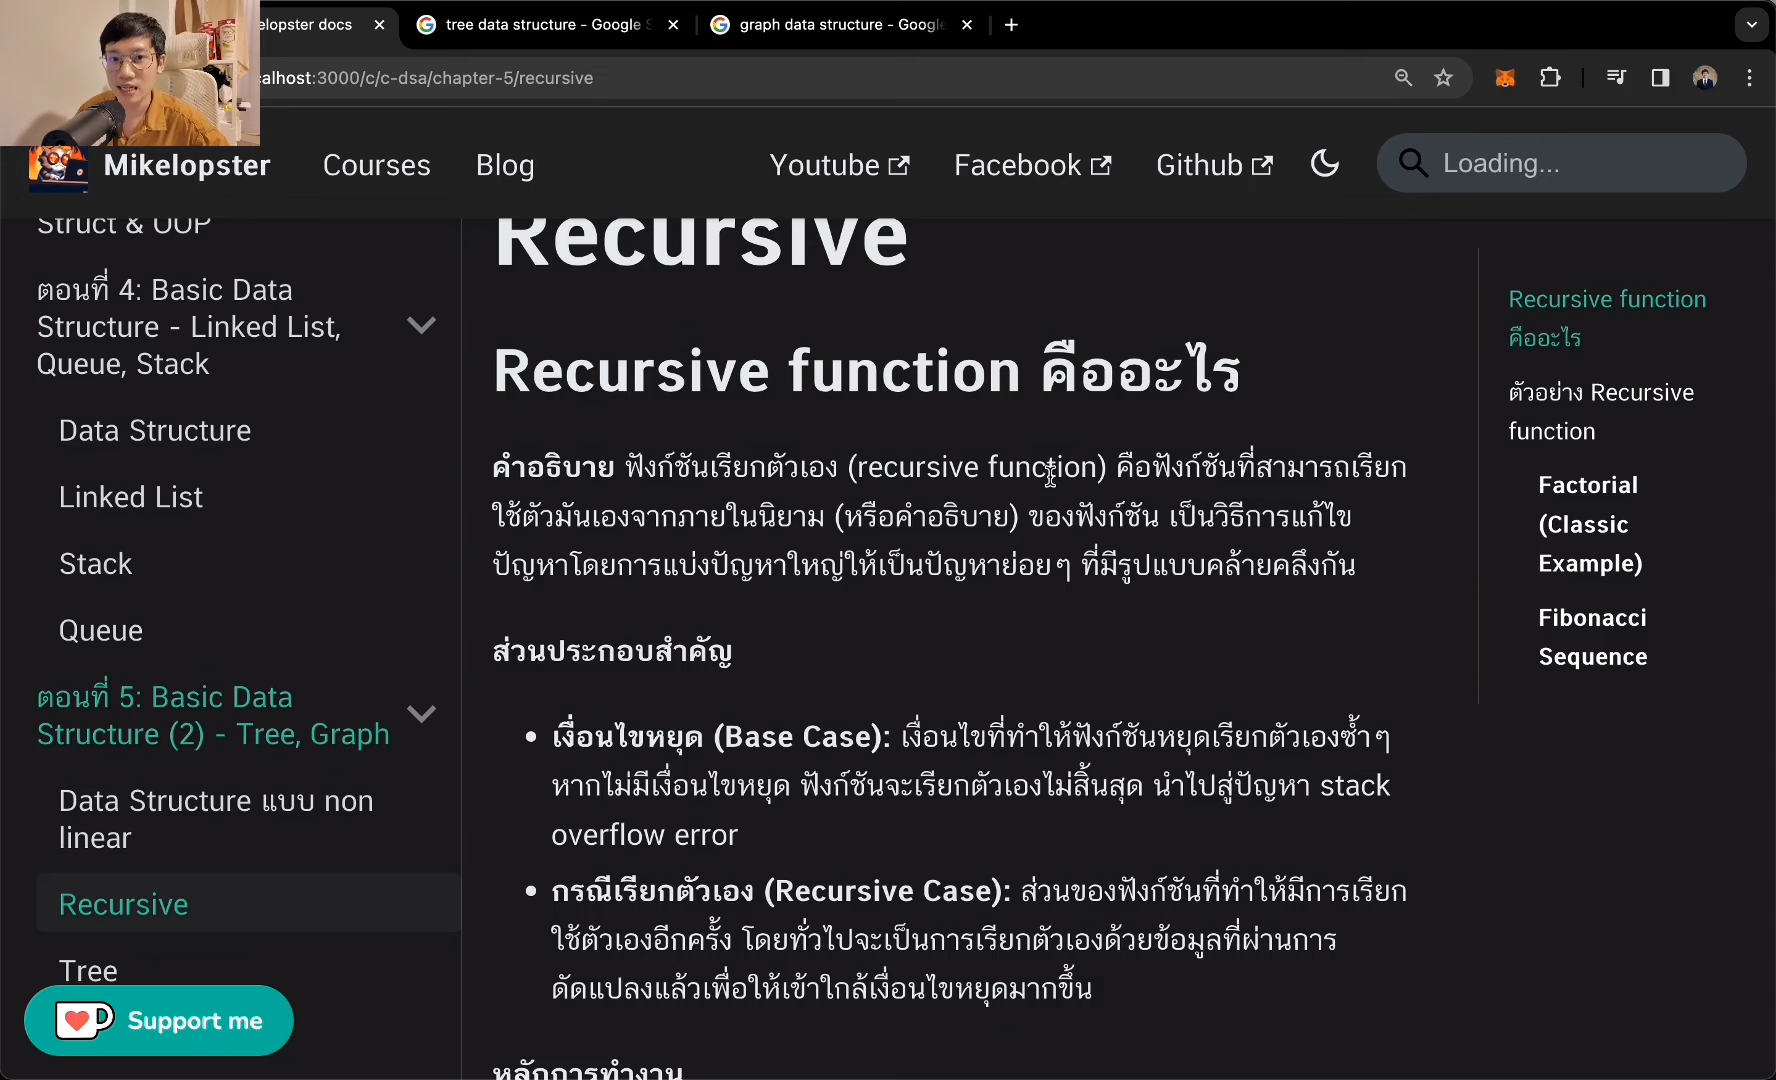 elopster docs
tree data structure - Google S
graph data structure - Google
alhost:3000/c/c-dsa/chapter-5/recursive
Mikelopster
Courses
Blog
Youtube
Facebook
Github
Loading...
Struct & OOP
ตอนที่ 4: Basic Data
Structure - Linked List,
Queue, Stack
Data Structure
Linked List
Stack
Queue
ตอนที่ 5: Basic Data
Structure (2) - Tree, Graph
Data Structure แบบ non
linear
Recursive
Tree
Support me
Recursive
Recursive function คืออะไร
คำอธิบาย ฟังก์ชันเรียกตัวเอง (recursive function) คือฟังก์ชันที่สามารถเรียก
ใช้ตัวมันเองจากภายในนิยาม (หรือคำอธิบาย) ของฟังก์ชัน เป็นวิธีการแก้ไข
ปัญหาโดยการแบ่งปัญหาใหญ่ให้เป็นปัญหาย่อยๆ ที่มีรูปแบบคล้ายคลึงกัน
ส่วนประกอบสำคัญ
• เงื่อนไขหยุด (Base Case): เงื่อนไขที่ทำให้ฟังก์ชันหยุดเรียกตัวเองซ้ำๆ
หากไม่มีเงื่อนไขหยุด ฟังก์ชันจะเรียกตัวเองไม่สิ้นสุด นำไปสู่ปัญหา stack
overflow error
• กรณีเรียกตัวเอง (Recursive Case): ส่วนของฟังก์ชันที่ทำให้มีการเรียก
ใช้ตัวเองอีกครั้ง โดยทั่วไปจะเป็นการเรียกตัวเองด้วยข้อมูลที่ผ่านการ
ดัดแปลงแล้วเพื่อให้เข้าใกล้เงื่อนไขหยุดมากขึ้น
หลักการทำงาน
Recursive function
คืออะไร
ตัวอย่าง Recursive
function
Factorial
(Classic
Example)
Fibonacci
Sequence